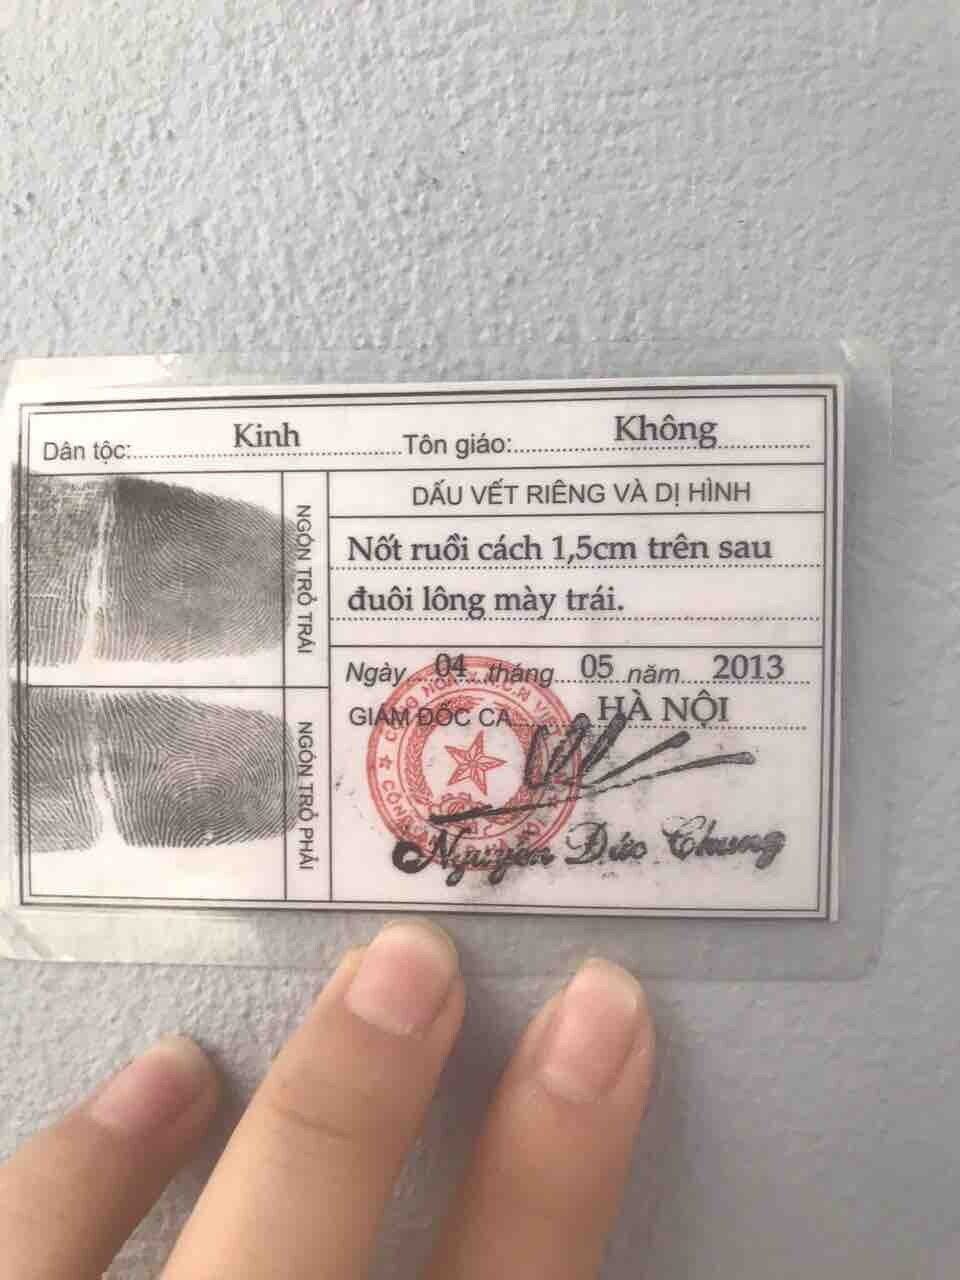 Dân tộc: Kinh Tôn giáo: Không
NGÓN TRỎ TRÁI
NGÓN TRỎ PHẢI
DẤU VẾT RIÊNG VÀ DỊ HÌNH
Nốt ruồi cách 1,5cm trên sau
đuôi lông mày trái.
Ngày 04 tháng 05 năm 2013
GIÁM ĐỐC CA HÀ NỘI
Nguyễn Đức Chung